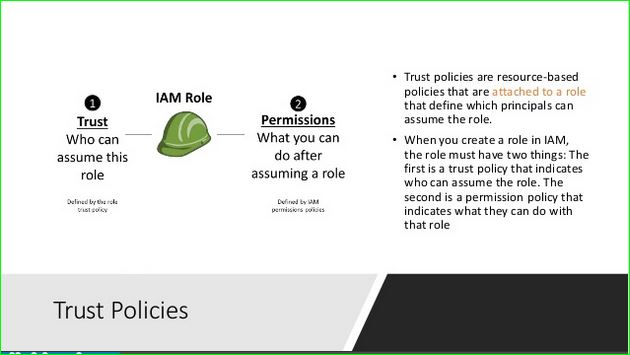 IAM Role
1
Trust
Who can
assume this
role
Defined by the role
trust policy
2
Permissions
What you can
do after
assuming a role
Defined by IAM
permissions policies
• Trust policies are resource-based
policies that are attached to a role
that define which principals can
assume the role.
• When you create a role in IAM,
the role must have two things: The
first is a trust policy that indicates
who can assume the role. The
second is a permission policy that
indicates what they can do with
that role
Trust Policies